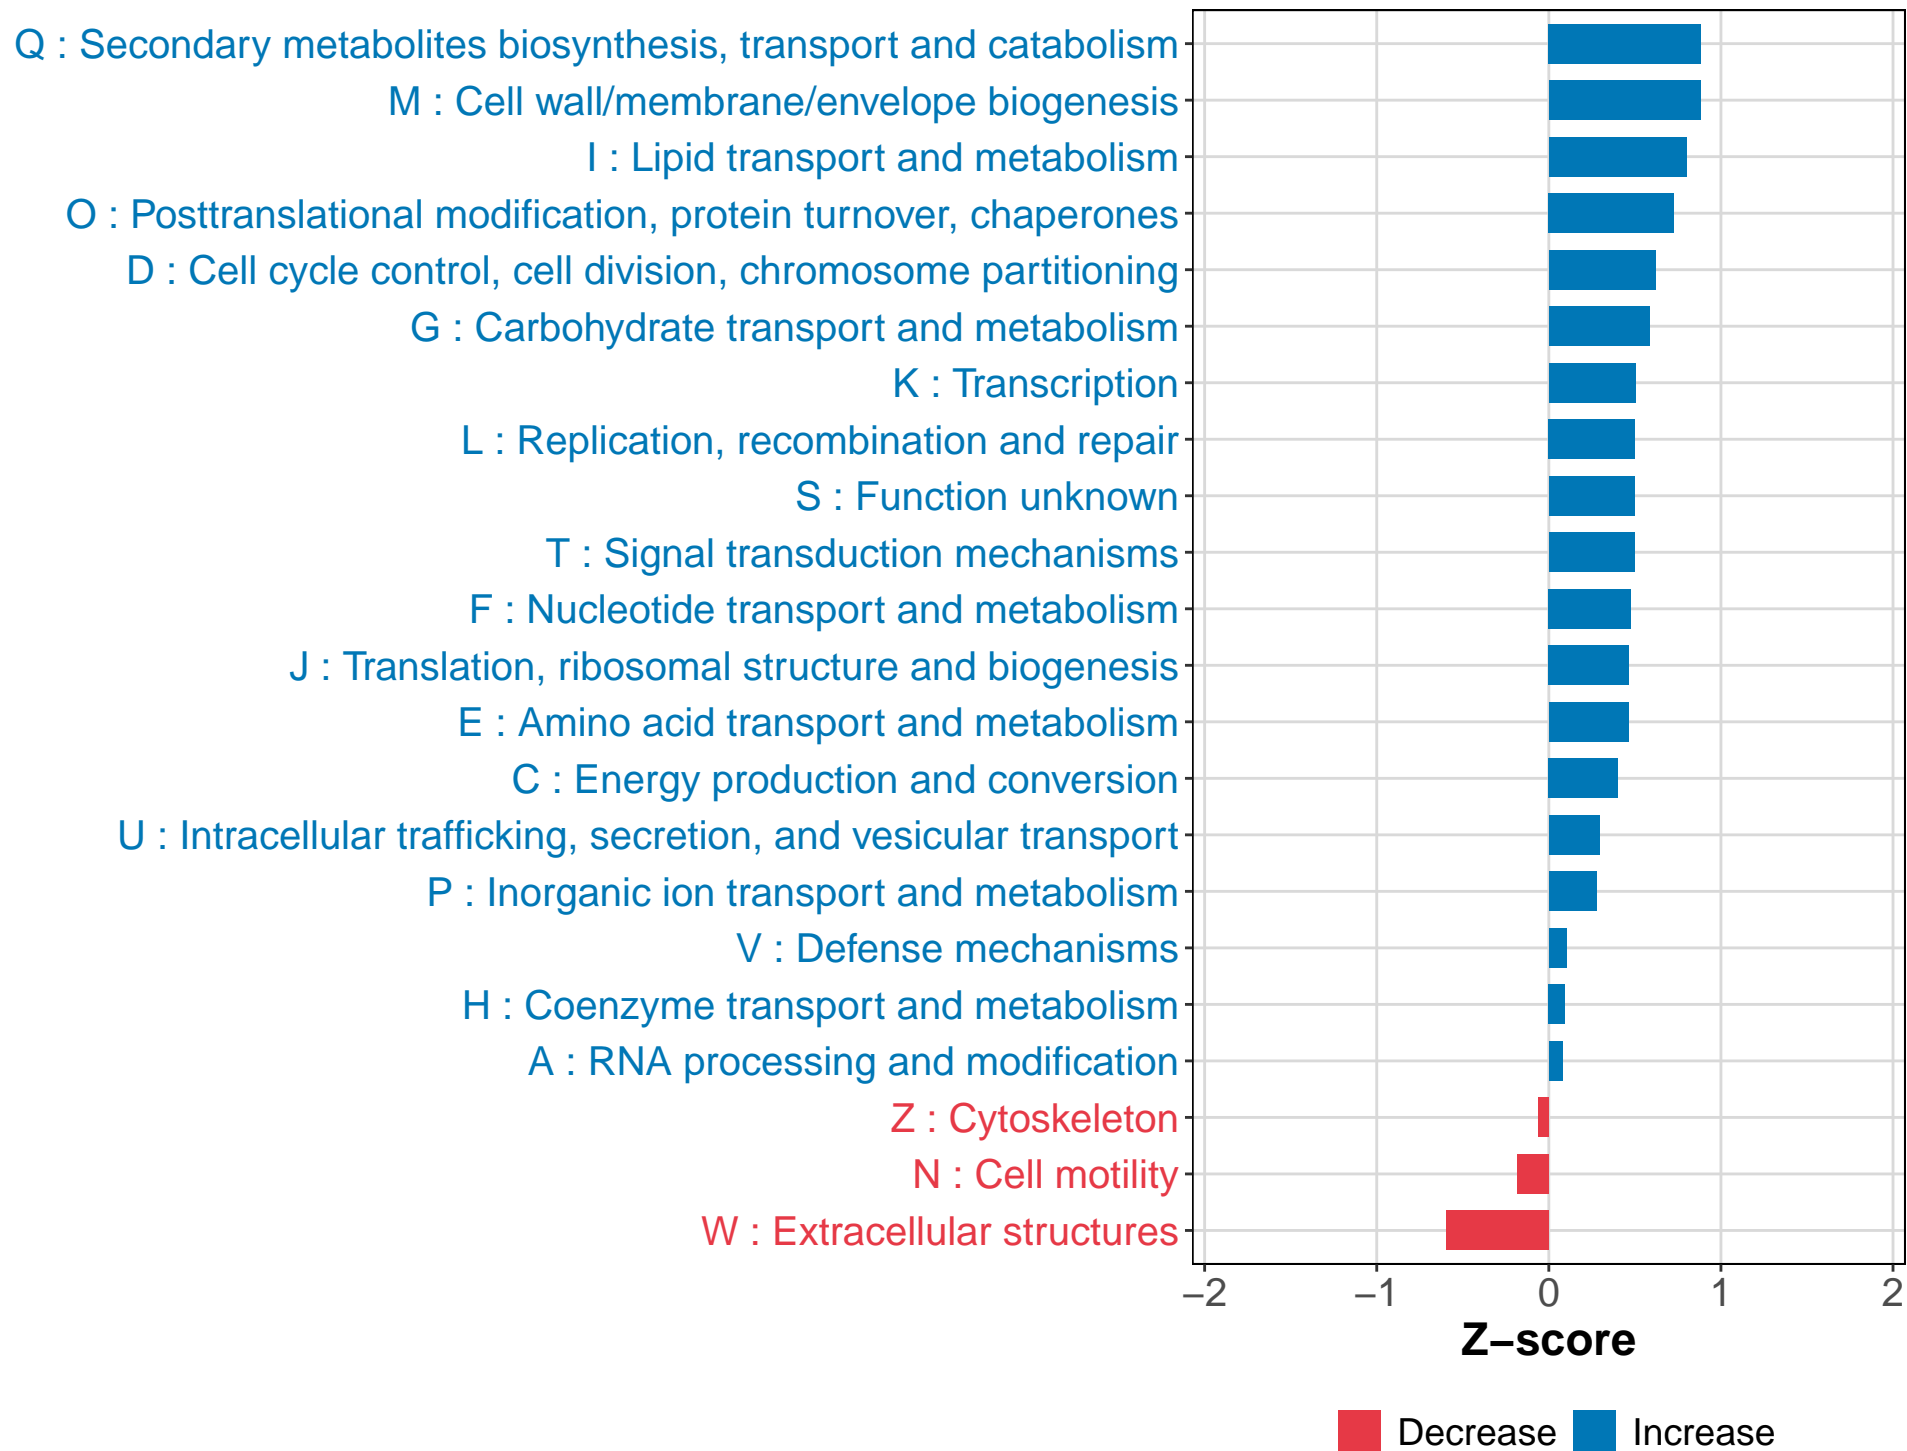 Q : Secondary metabolites biosynthesis, transport and catabolism
M : Cell wall/membrane/envelope biogenesis
I : Lipid transport and metabolism
O : Posttranslational modification, protein turnover, chaperones
D : Cell cycle control, cell division, chromosome partitioning
G : Carbohydrate transport and metabolism
K : Transcription
L : Replication, recombination and repair
S : Function unknown
T : Signal transduction mechanisms
F : Nucleotide transport and metabolism
J : Translation, ribosomal structure and biogenesis
E : Amino acid transport and metabolism
C : Energy production and conversion
U : Intracellular trafficking, secretion, and vesicular transport
P : Inorganic ion transport and metabolism
V : Defense mechanisms
H : Coenzyme transport and metabolism
A : RNA processing and modification
Z : Cytoskeleton
N : Cell motility
W : Extracellular structures
−2 −1 0 1 2
Z−score
Decrease Increase